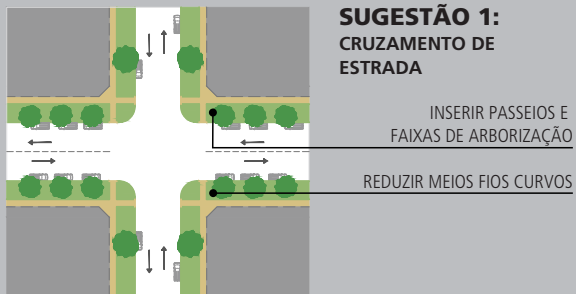 SUGESTÃO 1:
CRUZAMENTO DE
ESTRADA
INSERIR PASSEIOS E
FAIXAS DE ARBORIZAÇÃO
REDUZIR MEIOS FIOS CURVOS